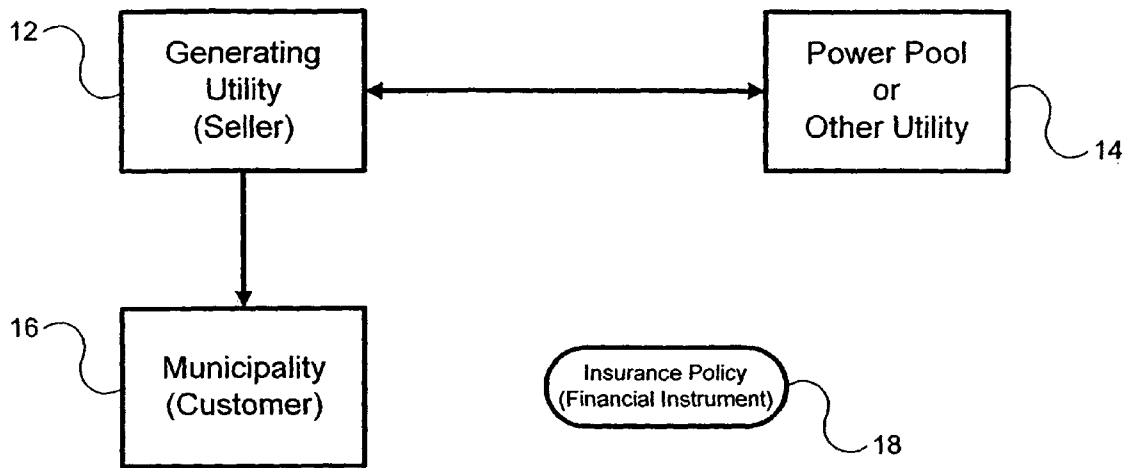 12
Generating
Utility
(Seller)
Power Pool
or
Other Utility
14
16
Municipality
(Customer)
Insurance Policy
(Financial Instrument)
18